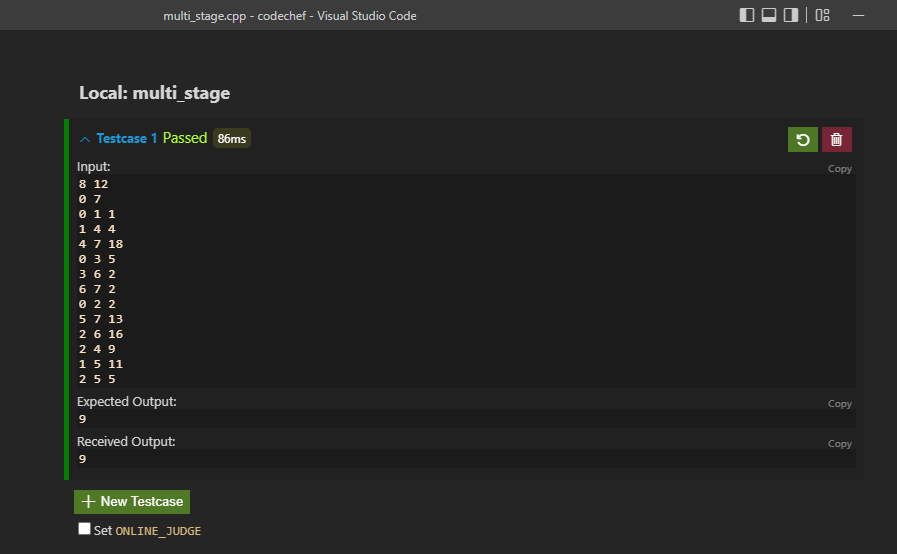 multi_stage.cpp - codechef - Visual Studio Code
Local: multi_stage
Testcase 1 Passed 86ms
Input:
Copy
8 12
0 7
0 1 1
1 4 4
4 7 18
0 3 5
3 6 2
6 7 2
0 2 2
5 7 13
2 6 16
2 4 9
1 5 11
2 5 5
Expected Output:
Copy
9
Received Output:
Copy
9
+ New Testcase
Set ONLINE_JUDGE